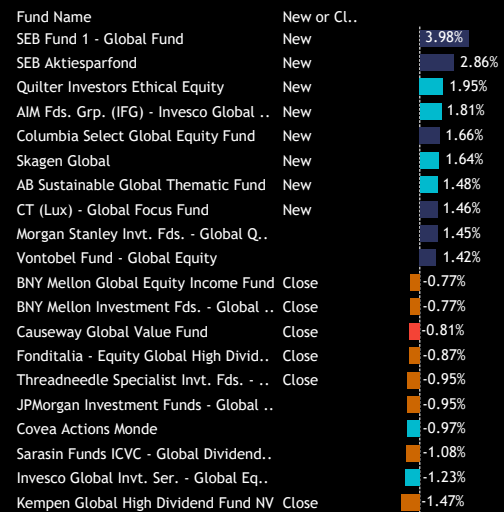 Fund Name New or Cl..
SEB Fund 1 - Global Fund New 3.98%
SEB Aktiesparfond New 2.86%
Quilter Investors Ethical Equity New 1.95%
AIM Fds. Grp. (IFG) - Invesco Global .. New 1.81%
Columbia Select Global Equity Fund New 1.66%
Skagen Global New 1.64%
AB Sustainable Global Thematic Fund New 1.48%
CT (Lux) - Global Focus Fund New 1.46%
Morgan Stanley Invt. Fds. - Global Q.. 1.45%
Vontobel Fund - Global Equity 1.42%
BNY Mellon Global Equity Income Fund Close -0.77%
BNY Mellon Investment Fds. - Global .. Close -0.77%
Causeway Global Value Fund Close -0.81%
Fonditalia - Equity Global High Divid.. Close -0.87%
Threadneedle Specialist Invt. Fds. - .. Close -0.95%
JPMorgan Investment Funds - Global .. -0.95%
Covea Actions Monde -0.97%
Sarasin Funds ICVC - Global Dividend.. -1.08%
Invesco Global Invt. Ser. - Global Eq.. -1.23%
Kempen Global High Dividend Fund NV Close -1.47%